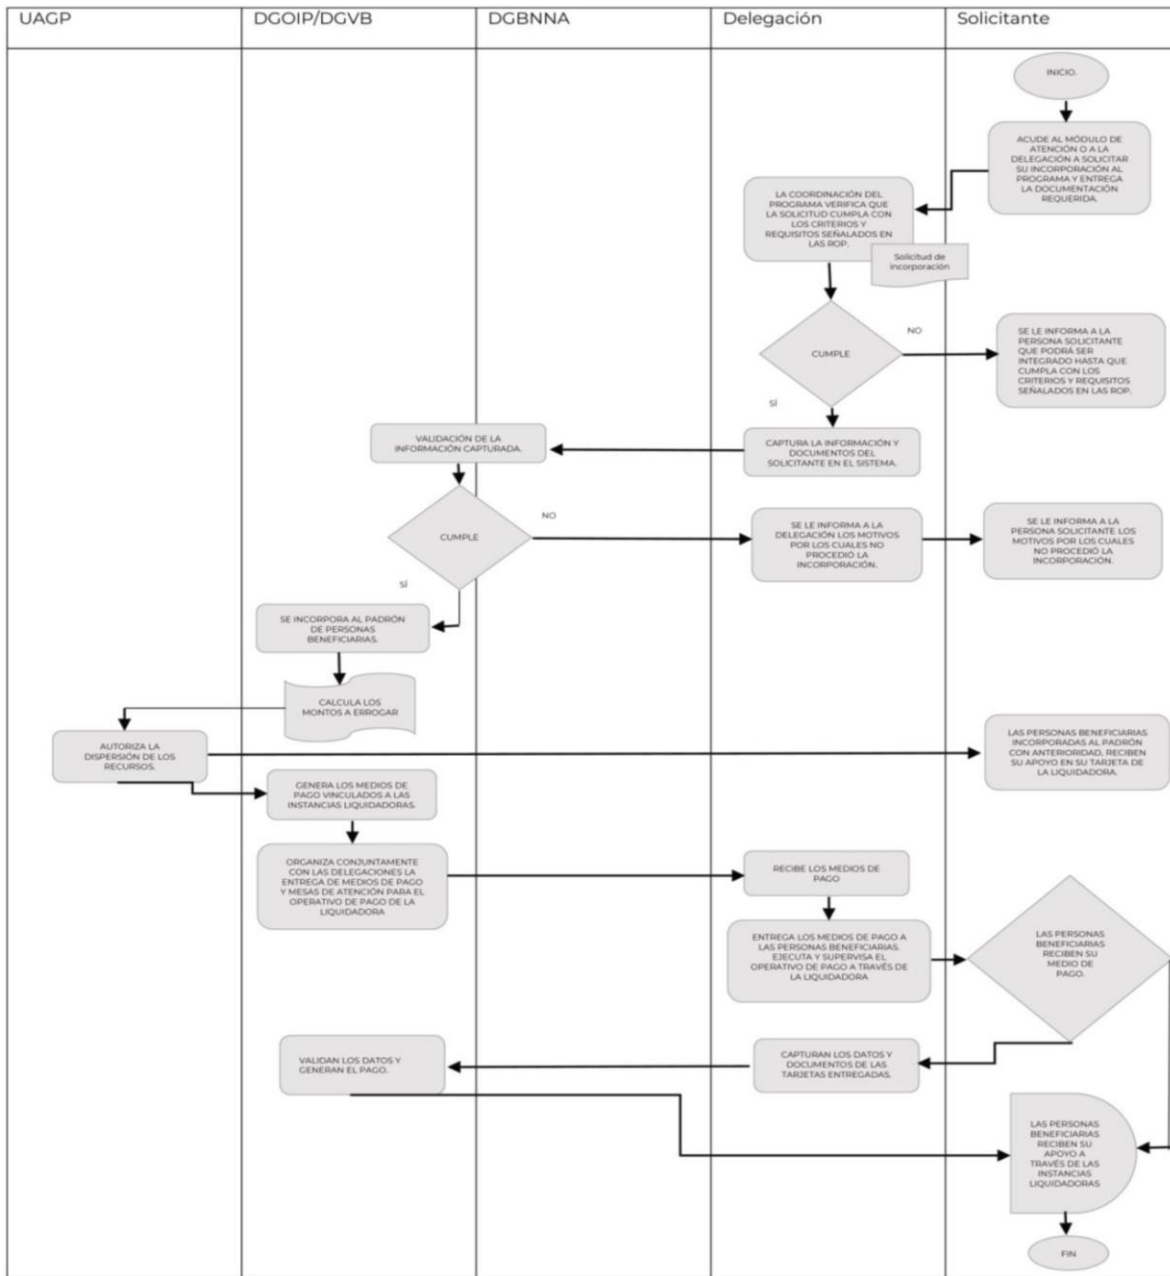 UAGP
DGOIP/DGVB
DGBNNA
Delegación
Solicitante
INICIO.
ACUDE AL MÓDULO DE
ATENCIÓN O A LA
DELEGACIÓN A SOLICITAR
SU INCORPORACIÓN AL
PROGRAMA Y ENTREGA
LA DOCUMENTACIÓN
REQUERIDA.
LA COORDINACIÓN DEL
PROGRAMA VERIFICA QUE
LA SOLICITUD CUMPLA CON
LOS CRITERIOS Y
REQUISITOS SEÑALADOS EN
LAS ROP.
Solicitud de
incorporación
CUMPLE
NO
SE LE INFORMA A LA
PERSONA SOLICITANTE
QUE PODRÁ SER
INTEGRADO HASTA QUE
CUMPLA CON LOS
CRITERIOS Y REQUISITOS
SEÑALADOS EN LAS ROP.
SÍ
CAPTURA LA INFORMACIÓN Y
DOCUMENTOS DEL
SOLICITANTE EN EL SISTEMA.
VALIDACIÓN DE LA
INFORMACIÓN CAPTURADA.
CUMPLE
NO
SE LE INFORMA A LA
DELEGACIÓN LOS MOTIVOS
POR LOS CUALES NO
PROCEDIÓ LA
INCORPORACIÓN.
SE LE INFORMA A LA
PERSONA SOLICITANTE LOS
MOTIVOS POR LOS CUALES
NO PROCEDIÓ LA
INCORPORACIÓN.
SÍ
SE INCORPORA AL PADRÓN
DE PERSONAS
BENEFICIARIAS.
CALCULA LOS
MONTOS A ERROGAR
AUTORIZA LA
DISPERSIÓN DE LOS
RECURSOS.
LAS PERSONAS BENEFICIARIAS
INCORPORADAS AL PADRÓN
CON ANTERIORIDAD, RECIBEN
SU APOYO EN SU TARJETA DE
LA LIQUIDADORA.
GENERA LOS MEDIOS DE
PAGO VINCULADOS A LAS
INSTANCIAS LIQUIDADORAS.
ORGANIZA CONJUNTAMENTE
CON LAS DELEGACIONES LA
ENTREGA DE MEDIOS DE PAGO
Y MESAS DE ATENCIÓN PARA EL
OPERATIVO DE PAGO DE LA
LIQUIDADORA
RECIBE LOS MEDIOS DE
PAGO
ENTREGA LOS MEDIOS DE PAGO A
LAS PERSONAS BENEFICIARIAS.
EJECUTA Y SUPERVISA EL
OPERATIVO DE PAGO A TRAVÉS DE
LA LIQUIDADORA
LAS PERSONAS
BENEFICIARIAS
RECIBEN SU
MEDIO DE
PAGO.
CAPTURAN LOS DATOS Y
DOCUMENTOS DE LAS
TARJETAS ENTREGADAS.
VALIDAN LOS DATOS Y
GENERAN EL PAGO.
LAS PERSONAS
BENEFICIARIAS
RECIBEN SU
APOYO A
TRAVÉS DE LAS
INSTANCIAS
LIQUIDADORAS
FIN